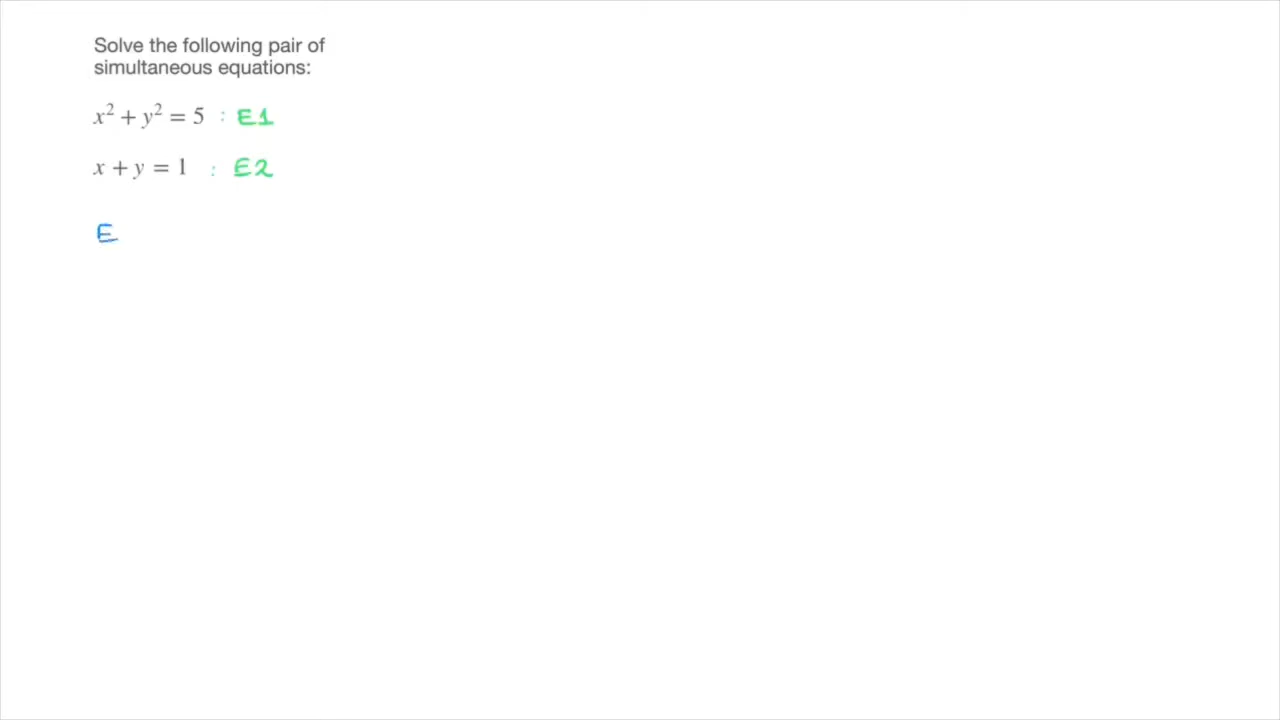 Solve the following pair of
simultaneous equations:
x² + y² = 5 : E1
x + y = 1 : E2
E